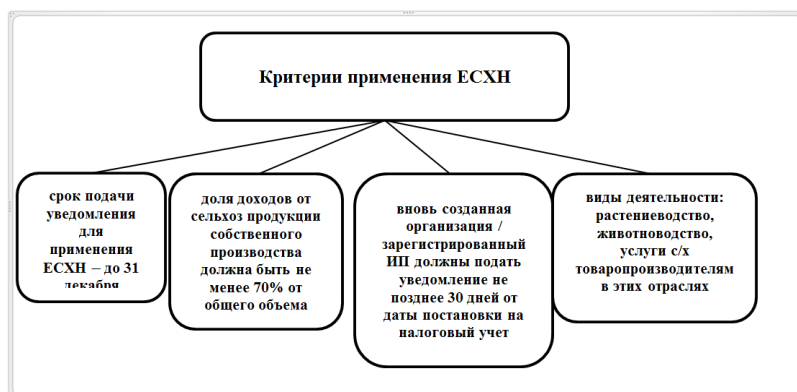 Критерии применения ЕСХН
срок подачи
уведомления
для
применения
ЕСХН – до 31
декабря
доля доходов от
сельхоз продукции
собственного
производства
должна быть не
менее 70% от
общего объема
вновь созданная
организация /
зарегистрированный
ИП должны подать
уведомление не
позднее 30 дней от
даты постановки на
налоговый учет
виды деятельности:
растениеводство,
животноводство,
услуги с/х
товаропроизводителям
в этих отраслях